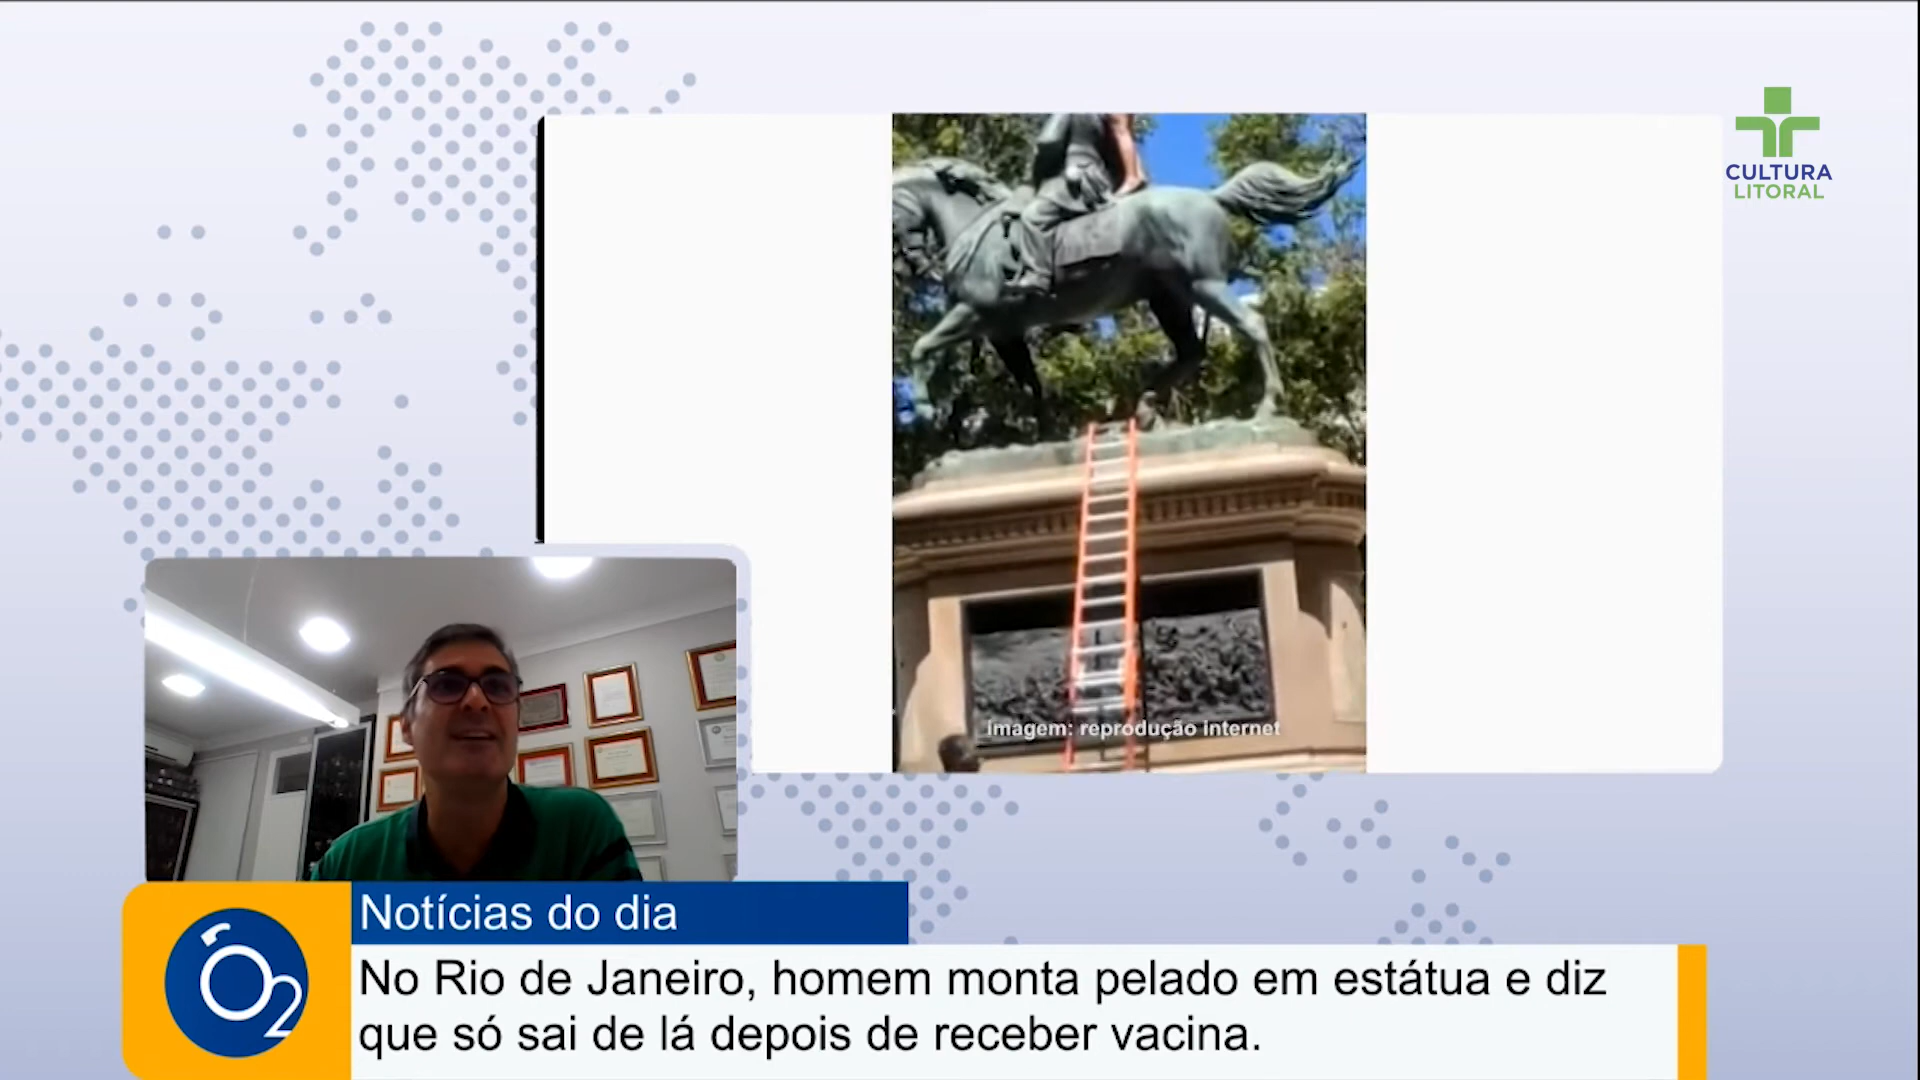 CULTURA
LITORAL
imagem: reprodução internet
Notícias do dia
Ó2
No Rio de Janeiro, homem monta pelado em estátua e diz
que só sai de lá depois de receber vacina.